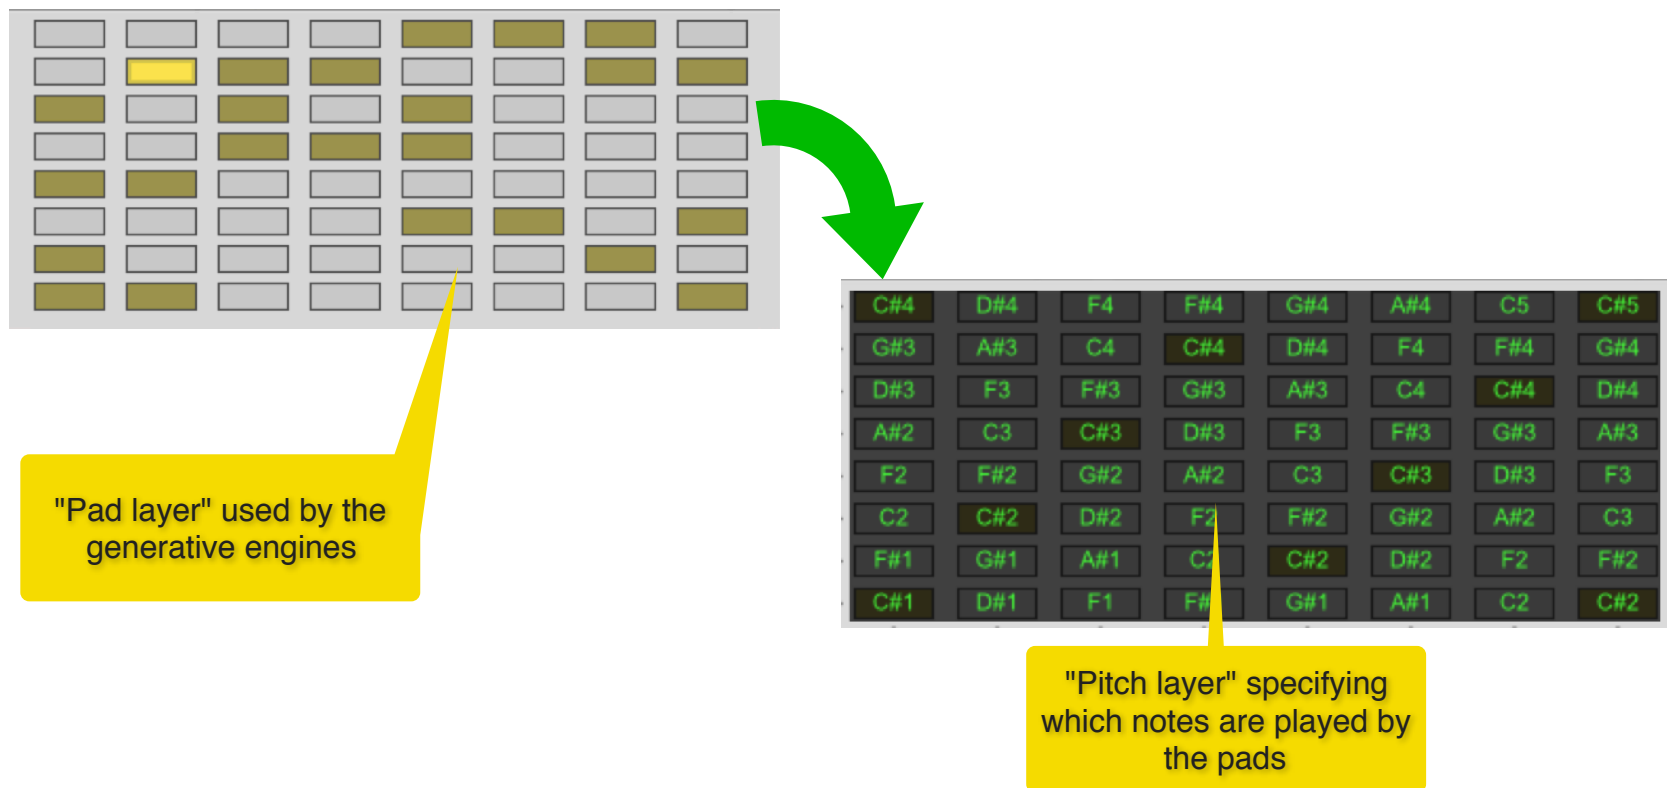 C#4 D#4 F4 F#4 G#4 A#4 C5 C#5
G#3 A#3 C4 C#4 D#4 F4 F#4 G#4
D#3 F3 F#3 G#3 A#3 C4 C#4 D#4
A#2 C3 C#3 D#3 F3 F#3 G#3 A#3
F2 F#2 G#2 A#2 C3 C#3 D#3 F3
C2 C#2 D#2 F2 F#2 G#2 A#2 C3
F#1 G#1 A#1 C2 C#2 D#2 F2 F#2
C#1 D#1 F1 G#1 A#1 C2 C#2
"Pad layer" used by the
generative engines
"Pitch layer" specifying
which notes are played by
the pads